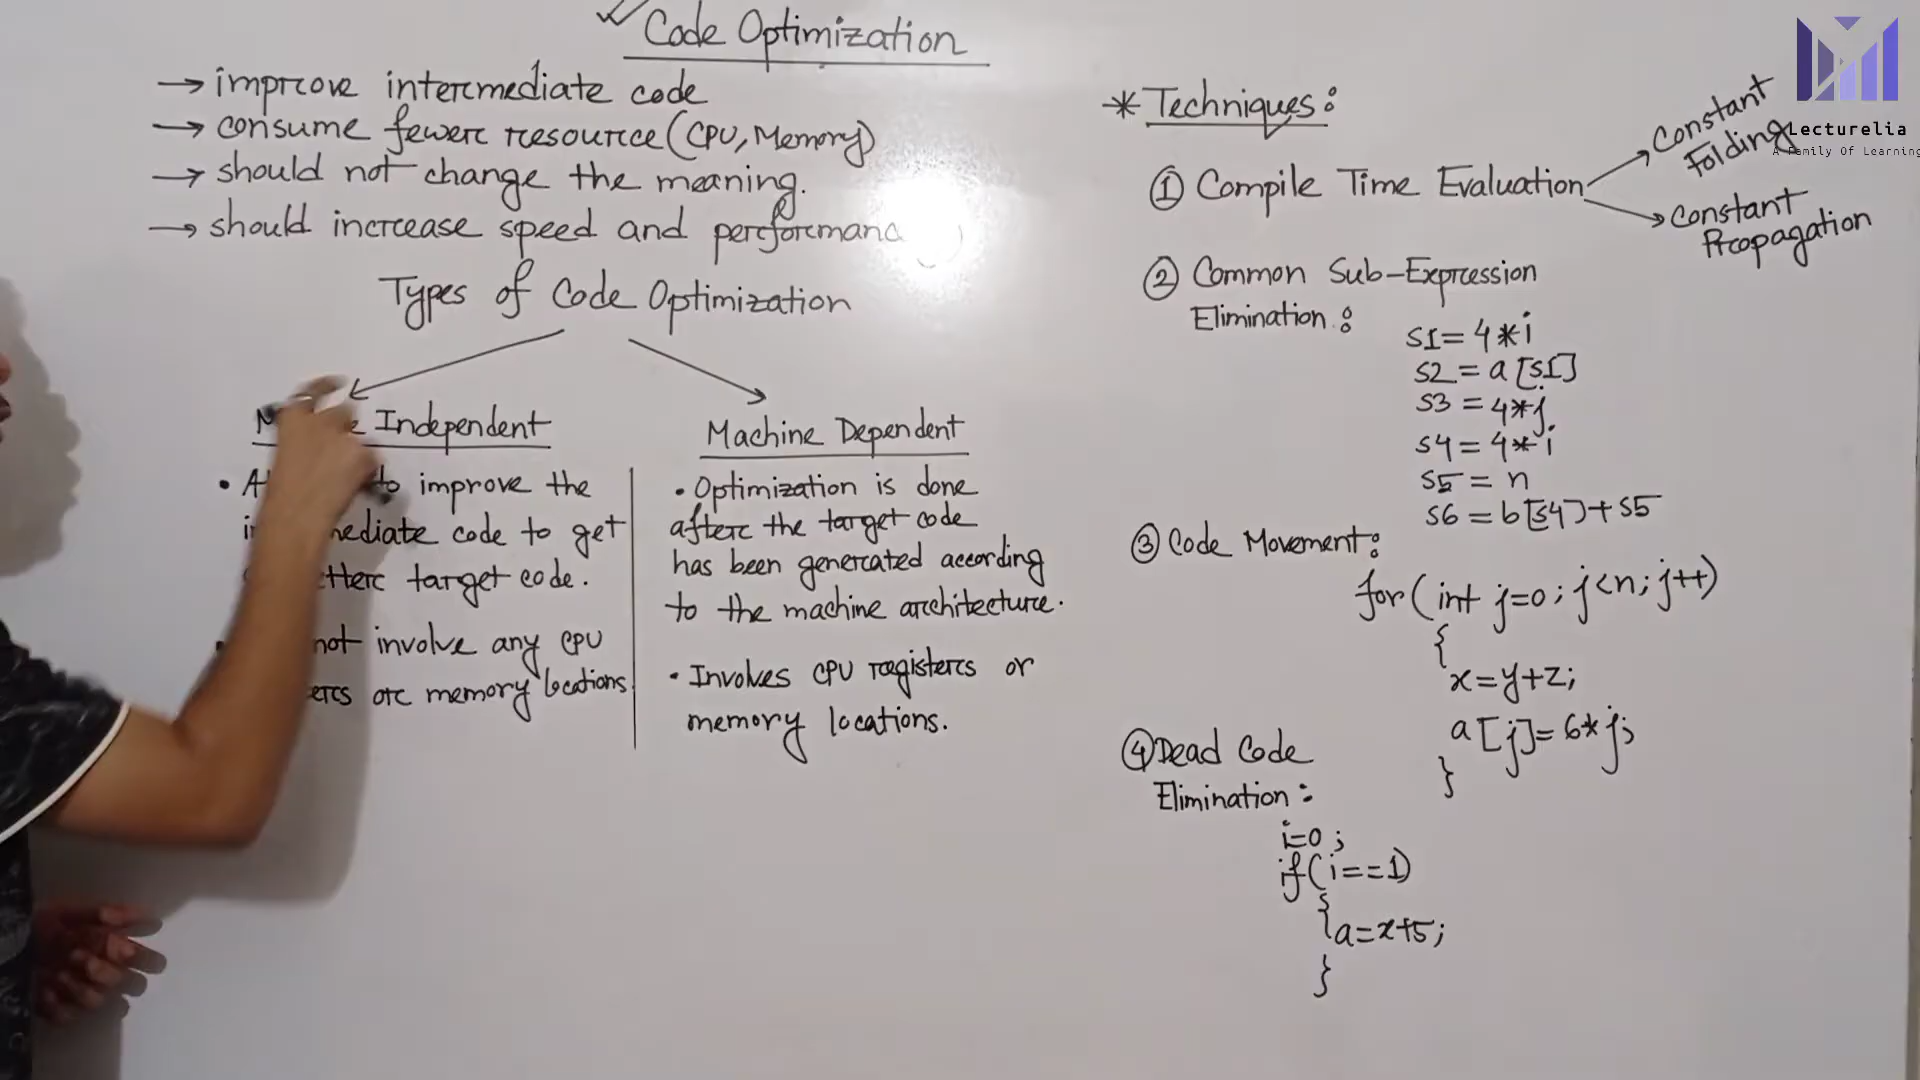 Code Optimization
→ improve intermediate code
→ consume fewer resource (CPU, Memory)
→ should not change the meaning.
→ should increase speed and
Types of Code Optimization
Independent
• to improve the
code to get
target code.
not involve any CPU
or memory locations
Machine Dependent
• Optimization is done
after the target code
has been generated according
to the machine architecture.
• Involves CPU registers or
memory locations.
* Techniques:
① Compile Time Evaluation
Constant
Folding
Constant
Propagation
② Common Sub-Expression
Elimination:
S1 = 4*i
S2 = a[S1]
S3 = 4*j
S4 = 4*i
S5 = n
S6 = b[S4]+S5
③ Code Movement:
for(int j=0; j<n; j++)
{
x=y+z;
a[j]=6*j;
}
④ Dead Code
Elimination:
i=0;
if(i==1)
{a=x+5;
}
Lecturelia
A Family Of Learning